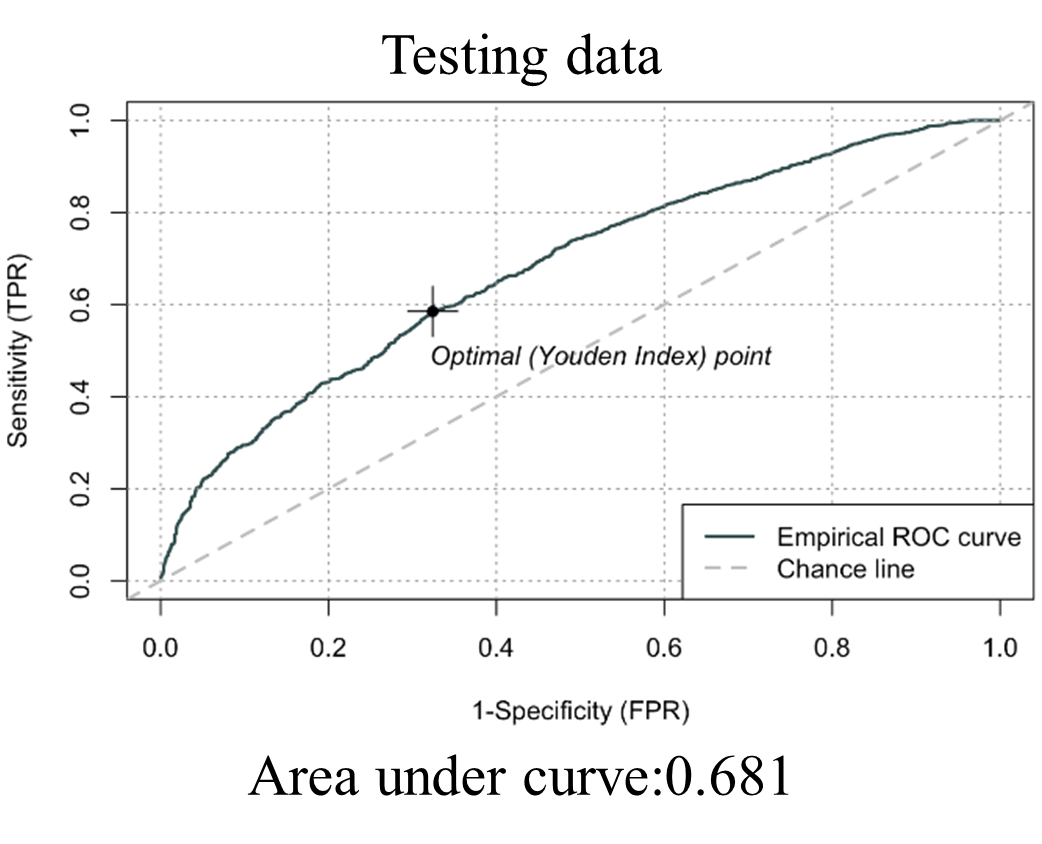 Testing data
Sensitivity (TPR)
1.0
0.8
0.6
0.4
0.2
0.0
Optimal (Youden Index) point
Empirical ROC curve
Chance line
0.0 0.2 0.4 0.6 0.8 1.0
1-Specificity (FPR)
Area under curve:0.681